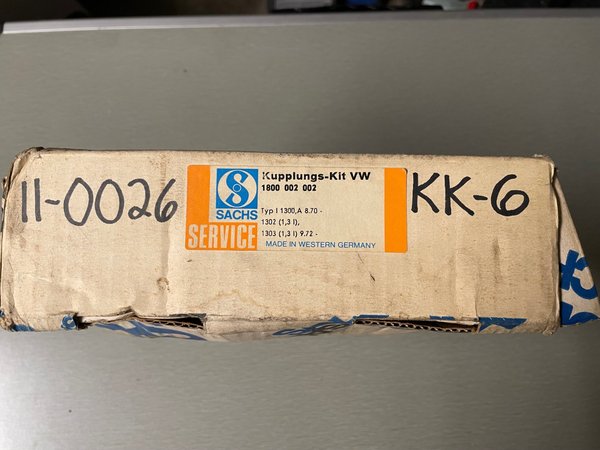 11-0026
SACHS
SERVICE
Kupplungs-Kit VW
1800 002 002
Typ I 1300,A 8.70 -
1302 (1,3 l),
1303 (1,3 l) 9.72 -
MADE IN WESTERN GERMANY
KK-6